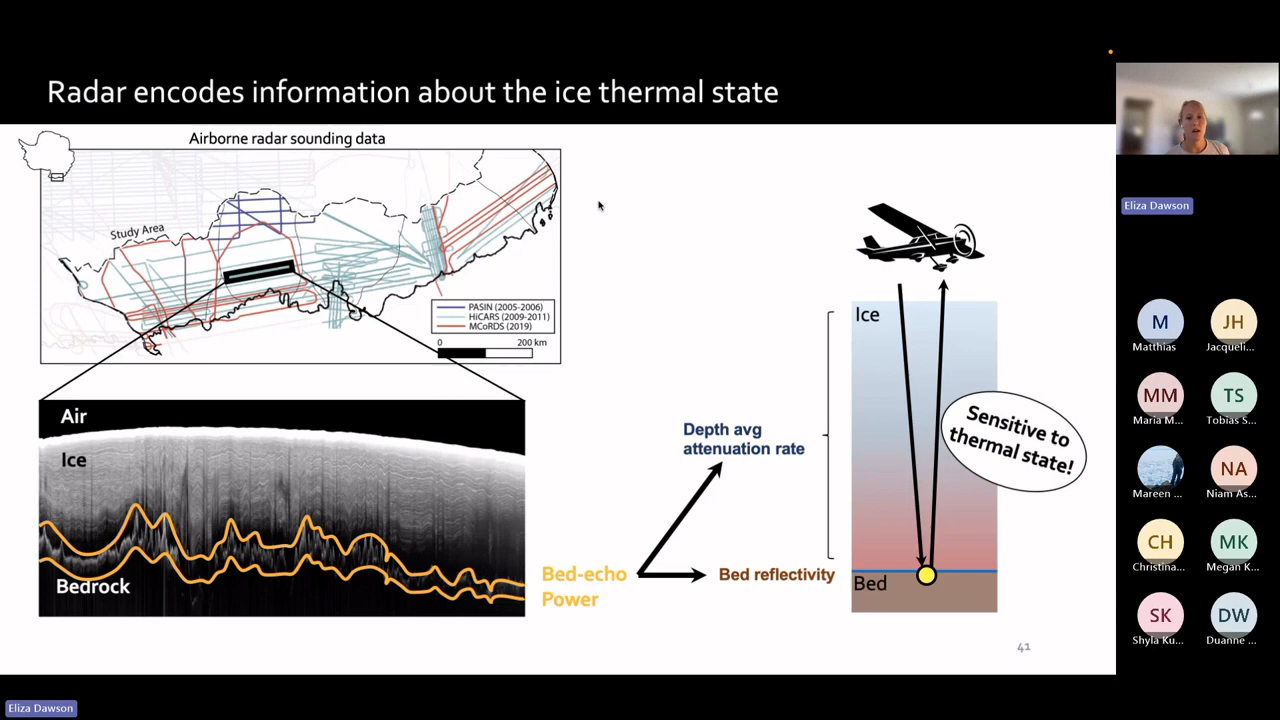 Radar encodes information about the ice thermal state
Airborne radar sounding data
Study Area
PASIN (2005-2006)
HiCARS (2009-2011)
MCoRDS (2019)
0 200 km
Air
Ice
Bedrock
Bed-echo
Power
Depth avg
attenuation rate
Bed reflectivity
Ice
Sensitive to
thermal state!
Bed
41
Eliza Dawson
M JH
Matthias Jacqueli...
MM TS
Maria M... Tobias S...
NA
Mareen ... Niam As...
CH MK
Christina... Megan K...
SK DW
Shyla Ku... Duanne ...
Eliza Dawson